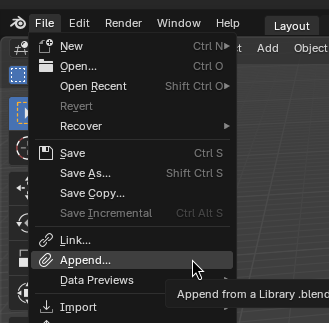 File Edit Render Window Help Layout
New Ctrl N
Add Object
Open... Ctrl O
Open Recent Shift Ctrl O
Revert
Recover
Save Ctrl S
Save As... Shift Ctrl S
Save Copy...
Save Incremental Ctrl Alt S
Link...
Append...
Data Previews
Append from a Library .blend
Import